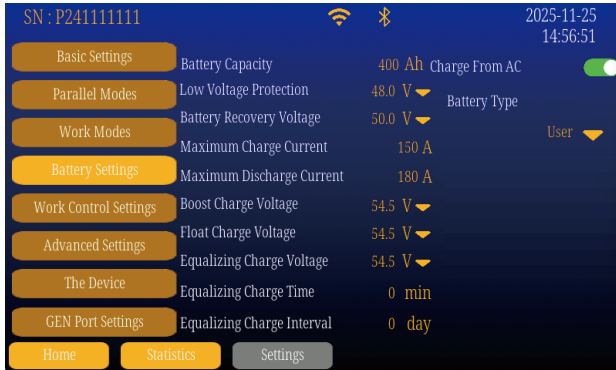 SN : P241111111
2025-11-25
14:56:51
Basic Settings
Parallel Modes
Work Modes
Battery Settings
Work Control Settings
Advanced Settings
The Device
GEN Port Settings
Battery Capacity 400 Ah
Low Voltage Protection 48.0 V
Battery Recovery Voltage 50.0 V
Maximum Charge Current 150 A
Maximum Discharge Current 180 A
Boost Charge Voltage 54.5 V
Float Charge Voltage 54.5 V
Equalizing Charge Voltage 54.5 V
Equalizing Charge Time 0 min
Equalizing Charge Interval 0 day
Charge From AC
Battery Type
User
Home Statistics Settings